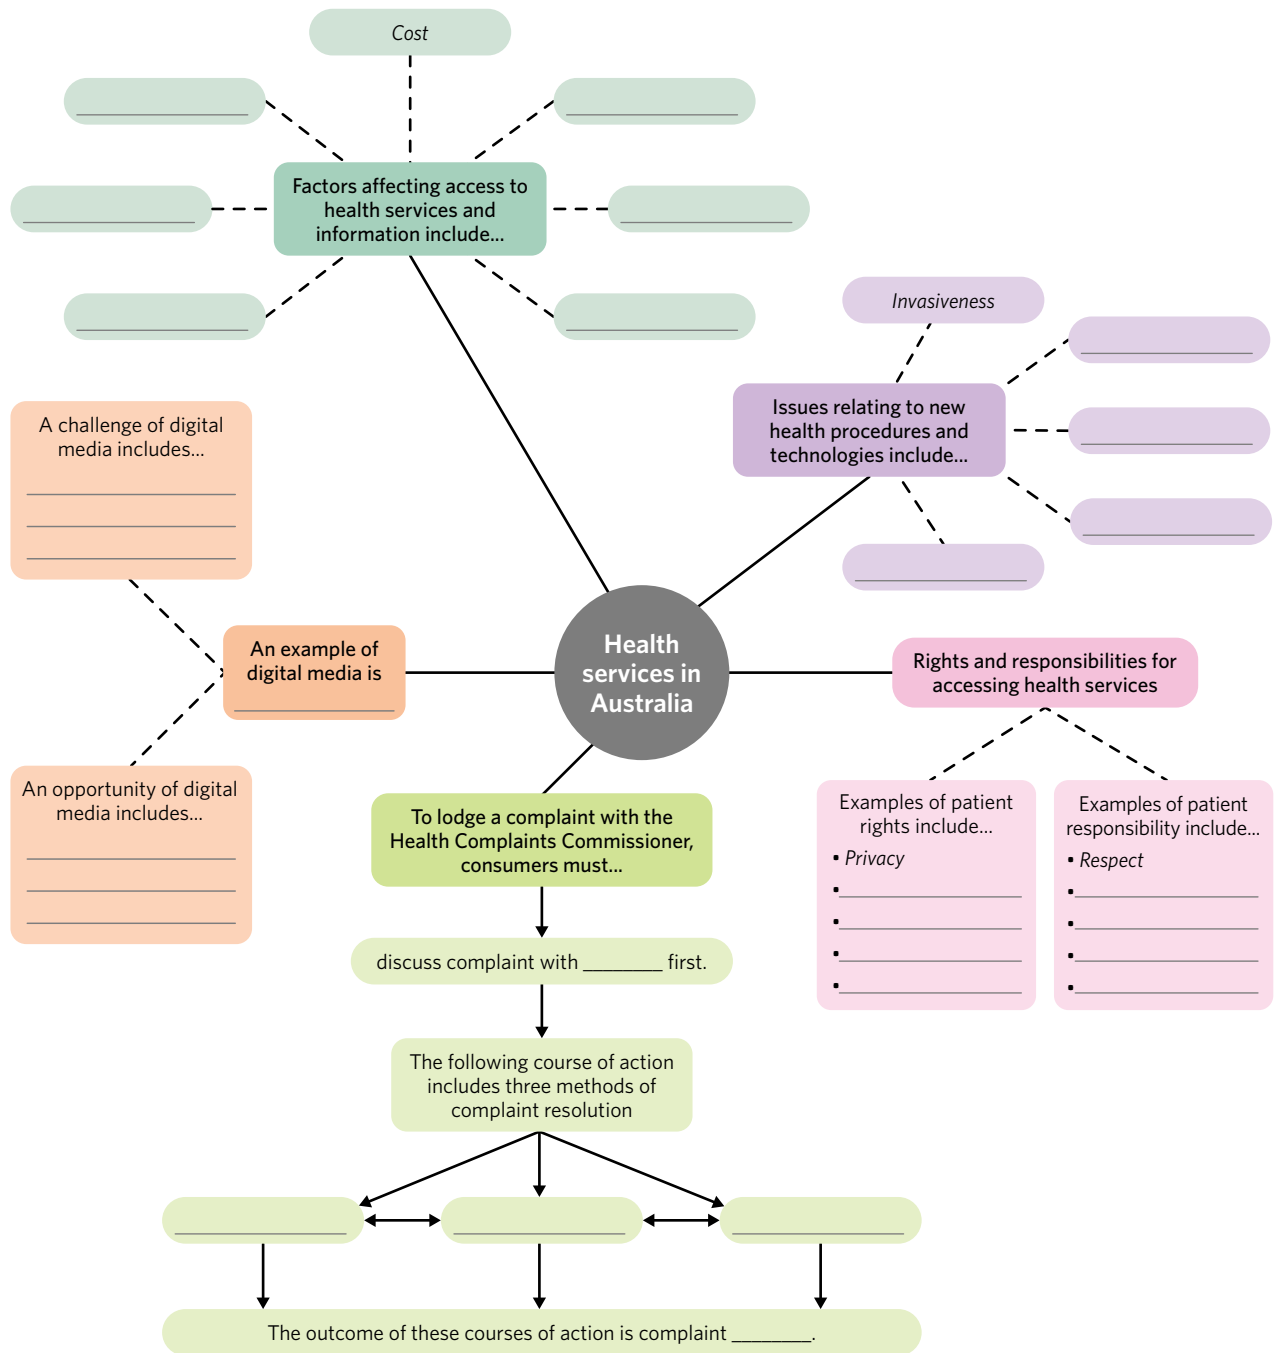 Cost
Factors affecting access to
health services and
information include...
Invasiveness
Issues relating to new
health procedures and
technologies include...
A challenge of digital
media includes...
An example of
digital media is
An opportunity of digital
media includes...
Health
services in
Australia
Rights and responsibilities for
accessing health services
Examples of patient
rights include...
• Privacy
•
•
•
•
Examples of patient
responsibility include...
• Respect
•
•
•
•
To lodge a complaint with the
Health Complaints Commissioner,
consumers must...
discuss complaint with ________ first.
The following course of action
includes three methods of
complaint resolution
The outcome of these courses of action is complaint ________.